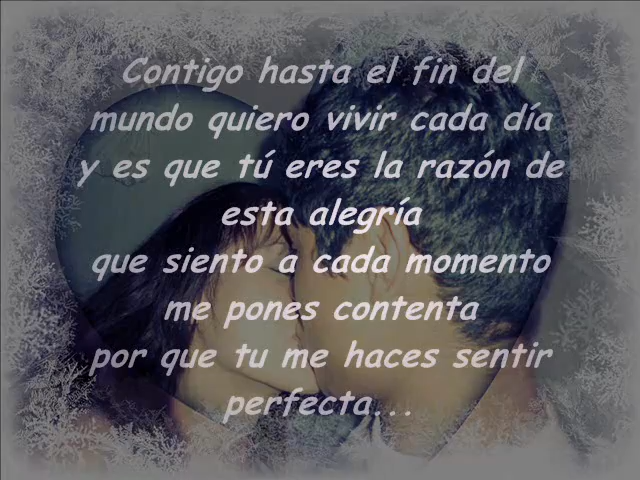 Contigo hasta el fin del
mundo quiero vivir cada día
y es que tú eres la razón de
esta alegría
que siento a cada momento
me pones contenta
por que tu me haces sentir
perfecta...